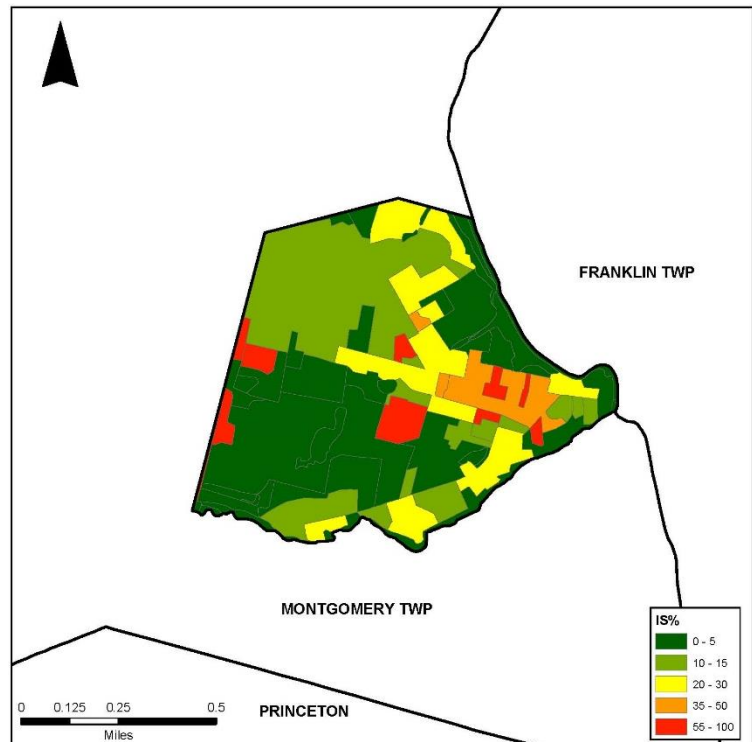 FRANKLIN TWP
MONTGOMERY TWP
PRINCETON
0 0.125 0.25 0.5
Miles
IS%
0 - 5
10 - 15
20 - 30
35 - 50
55 - 100